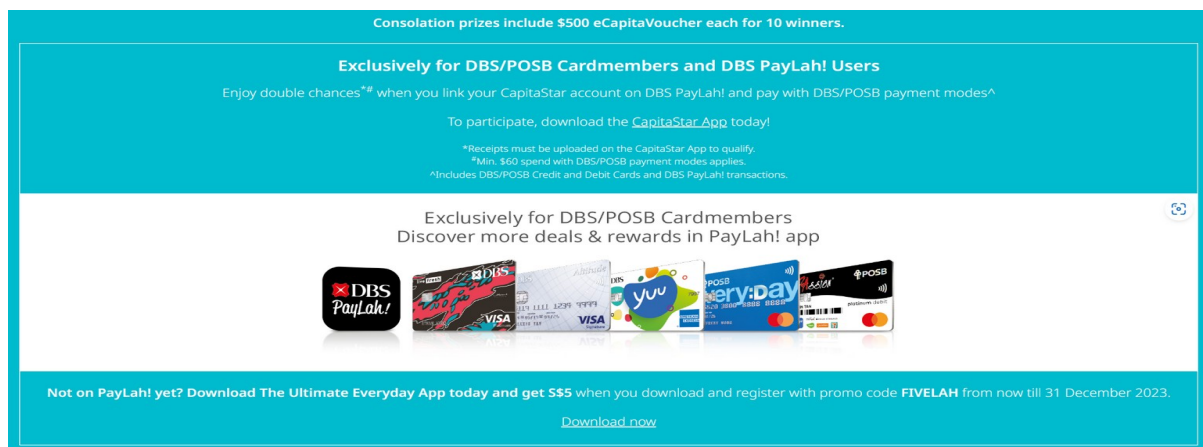 Consolation prizes include $500 eCapitaVoucher each for 10 winners.
Exclusively for DBS/POSB Cardmembers and DBS PayLah! Users
Enjoy double chances*# when you link your CapitaStar account on DBS PayLah! and pay with DBS/POSB payment modes^
To participate, download the CapitaStar App today!
*Receipts must be uploaded on the CapitaStar App to qualify.
#Min. $60 spend with DBS/POSB payment modes applies.
^Includes DBS/POSB Credit and Debit Cards and DBS PayLah! transactions.
Exclusively for DBS/POSB Cardmembers
Discover more deals & rewards in PayLah! app
DBS
PayLah!
DBS
VISA
Altitude
VISA
DBS
yuu
POSB
ery:Day
POSB
platinum debit
Not on PayLah! yet? Download The Ultimate Everyday App today and get S$5 when you download and register with promo code FIVELAH from now till 31 December 2023.
Download now